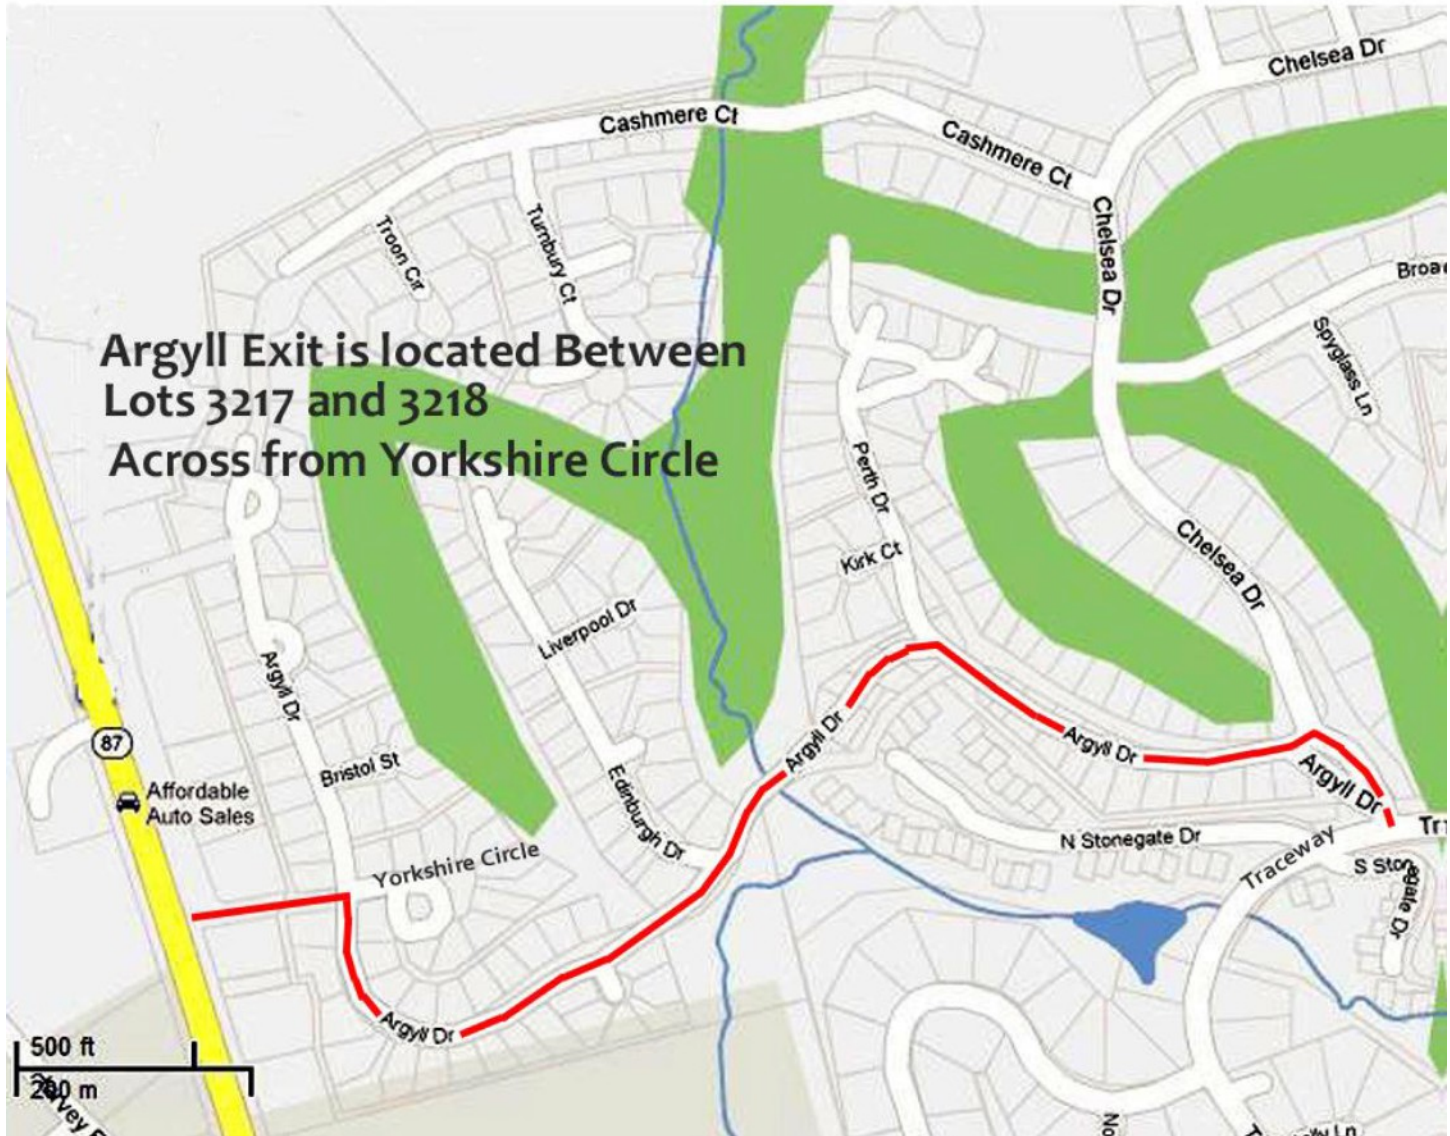 Chelsea Dr
Cashmere Ct
Cashmere Ct
Chelsea Dr
Troon Cir
Turnbury Ct
Spyglass Ln
Argyll Exit is located Between
Lots 3217 and 3218
Across from Yorkshire Circle
Perth Dr
Kirk Ct
Chelsea Dr
Liverpool Dr
Argyll Dr
Argyll Dr
Argyll Dr
Argyll Dr
87
Bristol St
Affordable
Auto Sales
Edinburgh Dr
N Stonegate Dr
Traceway
Yorkshire Circle
Argyll Dr
500 ft
200 m